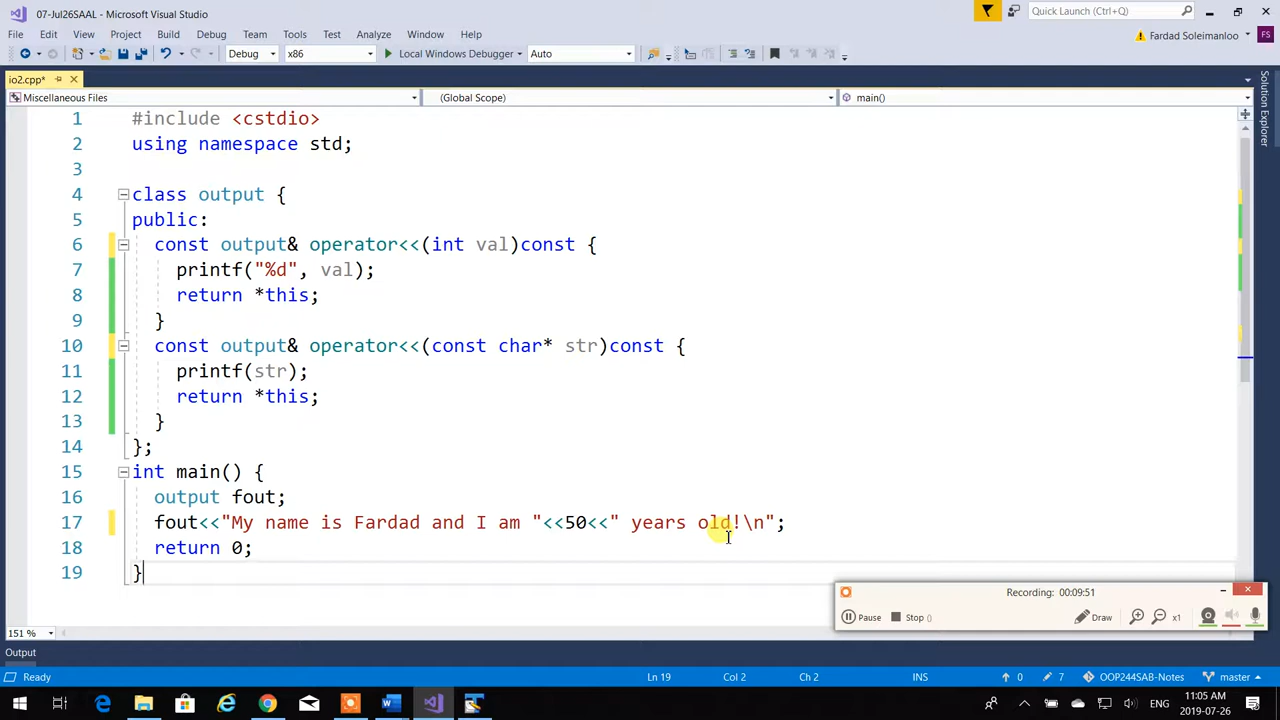 07-Jul26SAAL - Microsoft Visual Studio
Quick Launch (Ctrl+Q)
File Edit View Project Build Debug Team Tools Test Analyze Window Help
Fardad Soleimanloo FS
Debug x86 Local Windows Debugger Auto
io2.cpp*
Miscellaneous Files (Global Scope) main()
Solution Explorer
1 #include <cstdio>
2 using namespace std;
3
4 class output {
5 public:
6 const output& operator<<(int val)const {
7 printf("%d", val);
8 return *this;
9 }
10 const output& operator<<(const char* str)const {
11 printf(str);
12 return *this;
13 }
14 };
15 int main() {
16 output fout;
17 fout<<"My name is Fardad and I am "<<50<<" years old!\n";
18 return 0;
19 }
Recording: 00:09:51
Pause Stop () Draw x1
151 %
Output
Ready Ln 19 Col 2 Ch 2 INS 0 7 OOP244SAB-Notes master
11:05 AM
2019-07-26